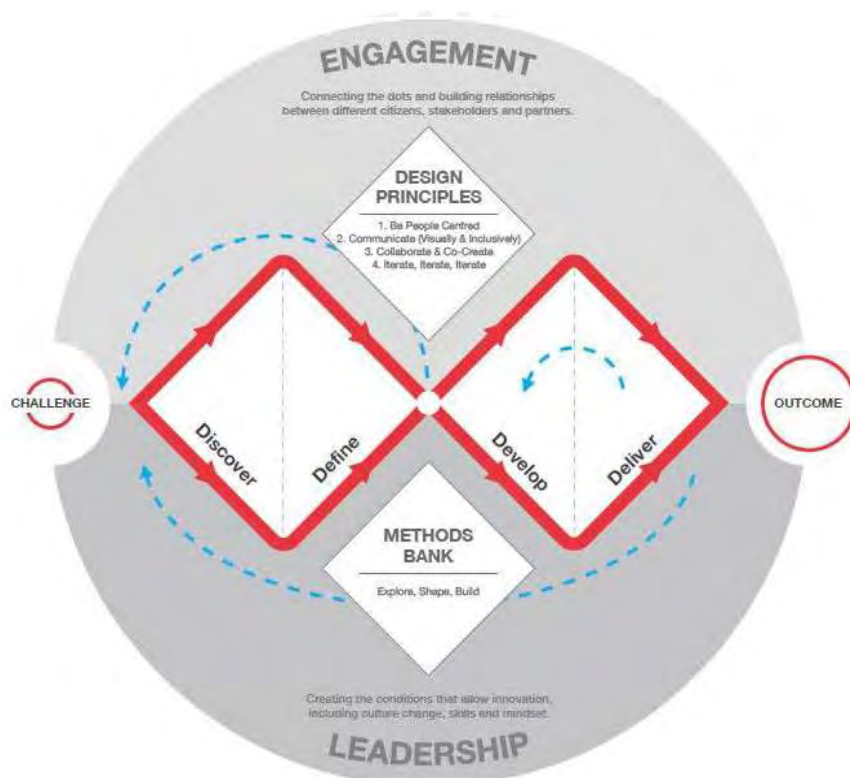 ENGAGEMENT
Connecting the dots and building relationships
between different citizens, stakeholders and partners.
DESIGN
PRINCIPLES
1. Be People Centred
2. Communicate (Visually & Inclusively)
3. Collaborate & Co-Create
4. Iterate, Iterate, Iterate
CHALLENGE
OUTCOME
Discover
Define
Develop
Deliver
METHODS
BANK
Explore, Shape, Build
Creating the conditions that allow innovation,
including culture change, skills and mindset.
LEADERSHIP